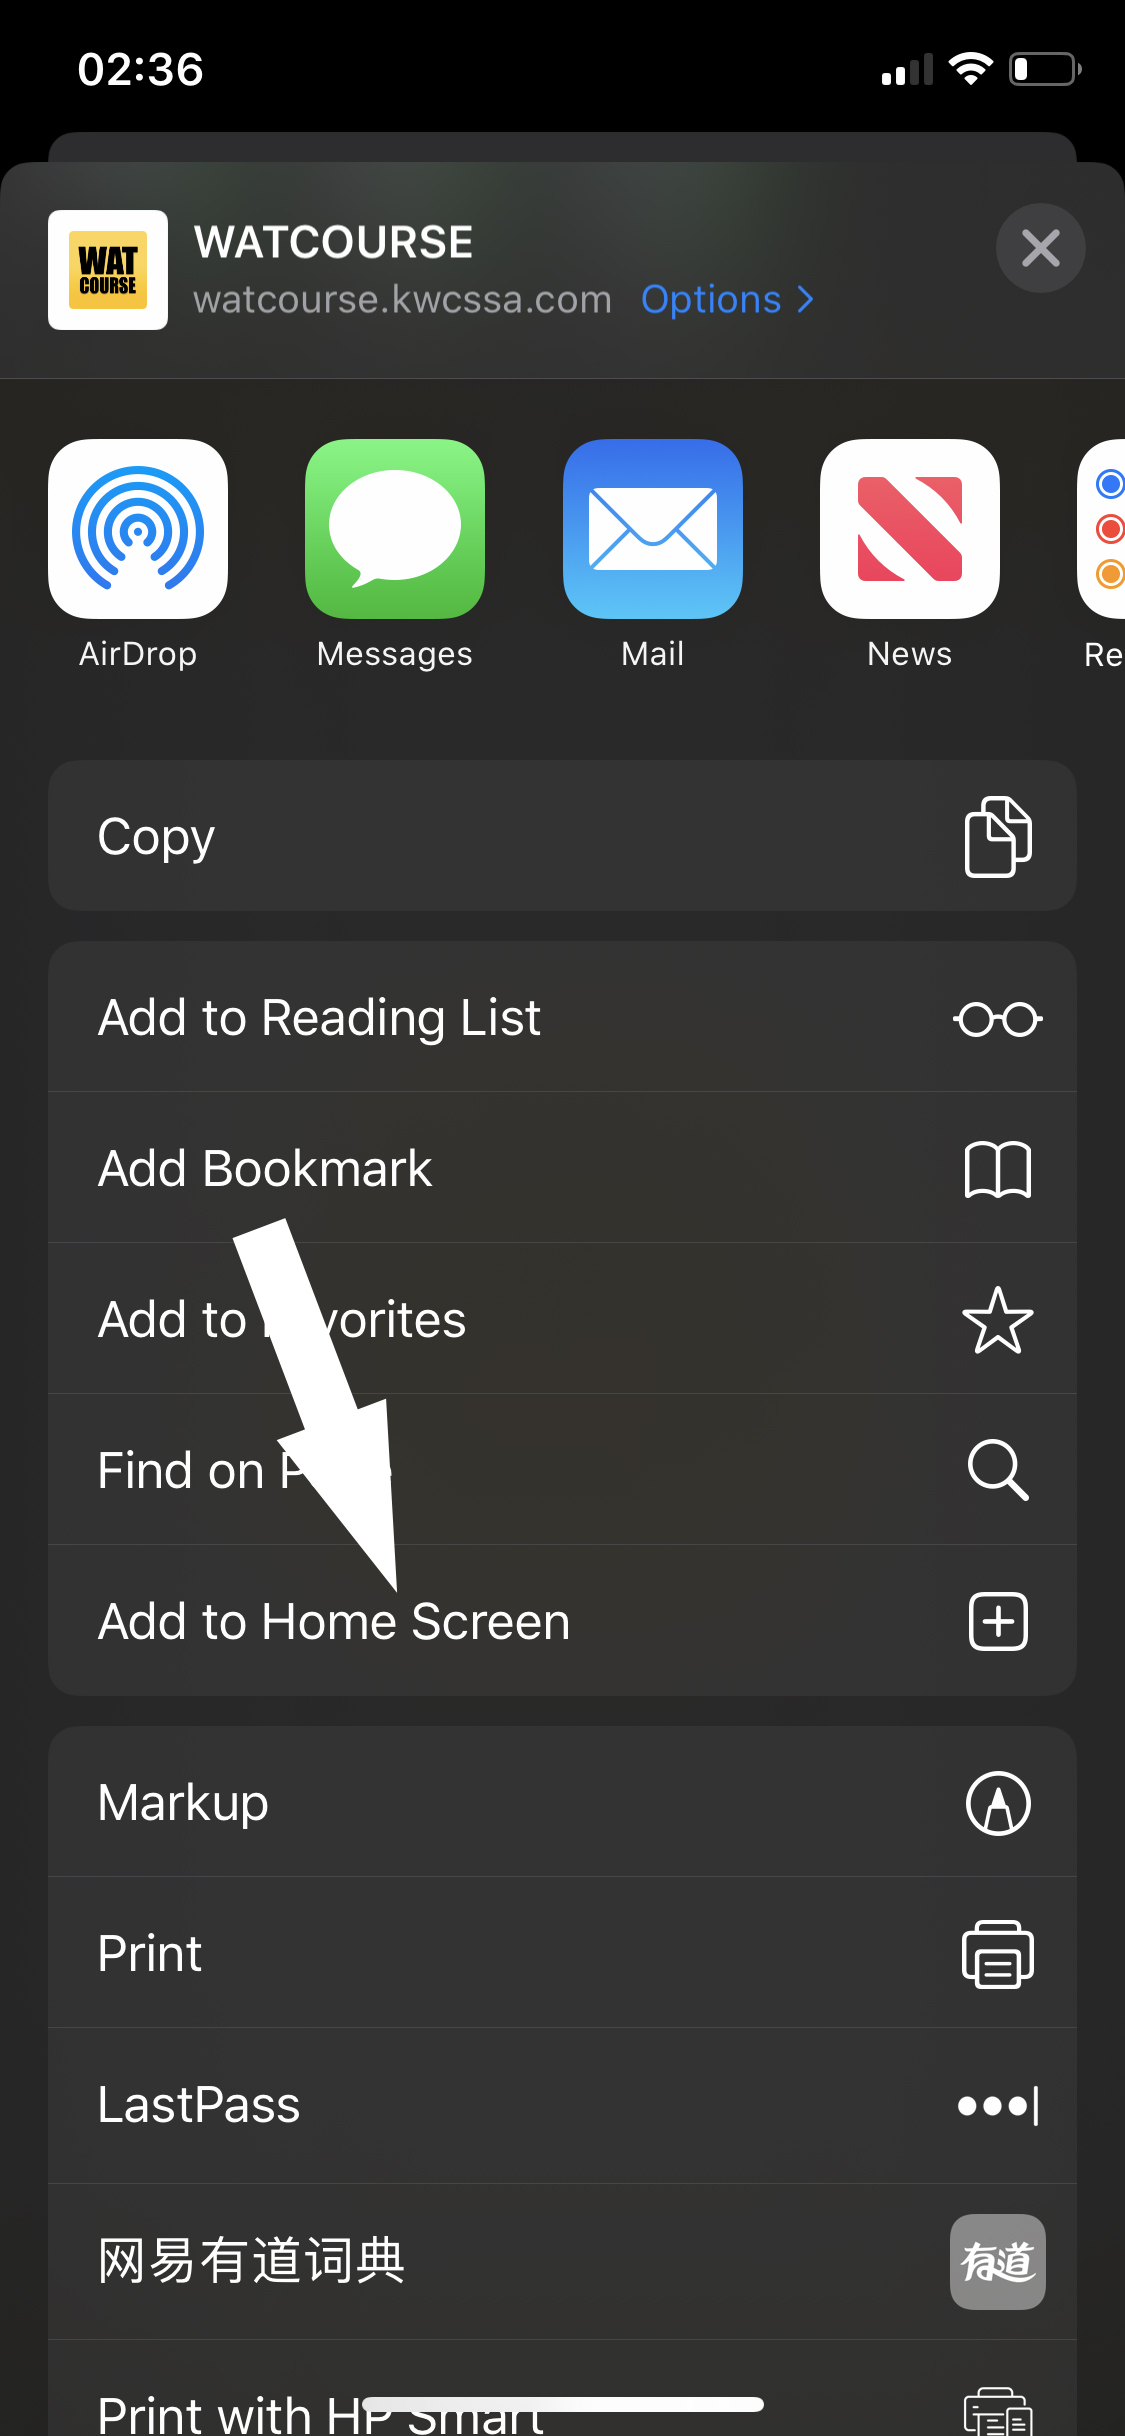 02:36
WAT
COURSE
WATCOURSE
watcourse.kwcssa.com Options >
AirDrop Messages Mail News Re
Copy
Add to Reading List
Add Bookmark
Add to vorites
Find on
Add to Home Screen
Markup
Print
LastPass
网易有道词典
有道
Print with HP Smart